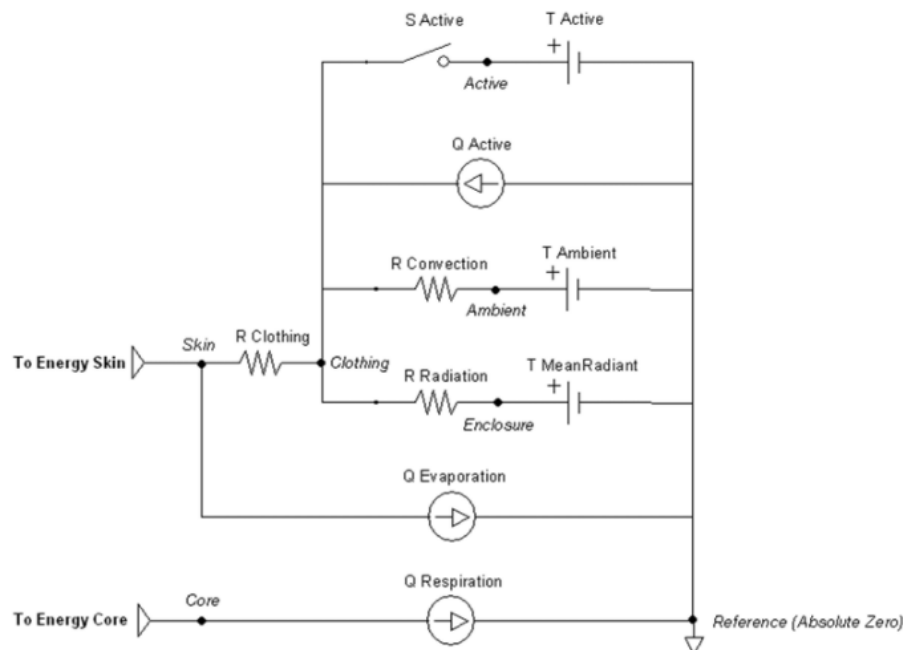 S Active
T Active
+
Active
Q Active
T Ambient
R Convection
+
Ambient
R Clothing
Skin
To Energy Skin
Clothing
T MeanRadiant
R Radiation
+
Enclosure
Q Evaporation
Q Respiration
Core
To Energy Core
Reference (Absolute Zero)